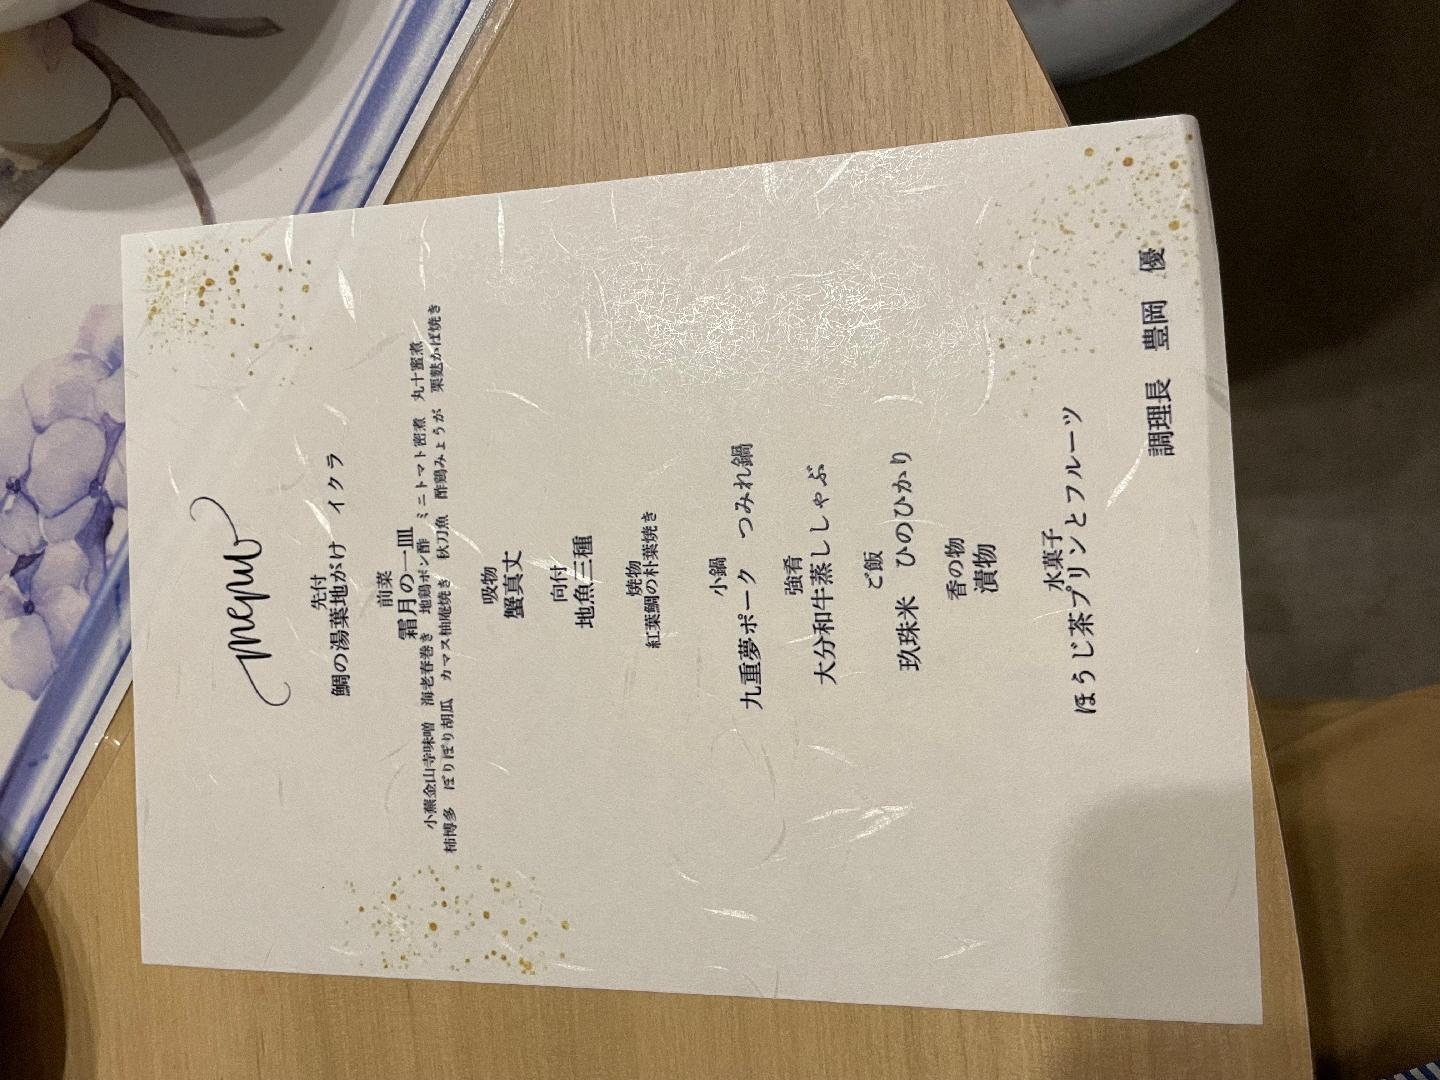 menu
先付
鯛の湯葉地がけ　イクラ
前菜
霜月の一皿
小蕪金山寺味噌　海老春巻き　地鶏ポン酢　ミニトマト密煮　丸十蜜煮
柿博多　ぽりぽり胡瓜　カマス柚庵焼き　秋刀魚　酢鶏みょうが　栗麩かば焼き
吸物
蟹真丈
向付
地魚三種
焼物
紅葉鯛の朴葉焼き
小鍋
九重夢ポーク　つみれ鍋
強肴
大分和牛蒸ししゃぶ
ご飯
玖珠米　ひのひかり
香の物
漬物
水菓子
ほうじ茶プリンとフルーツ
調理長　豊岡　優